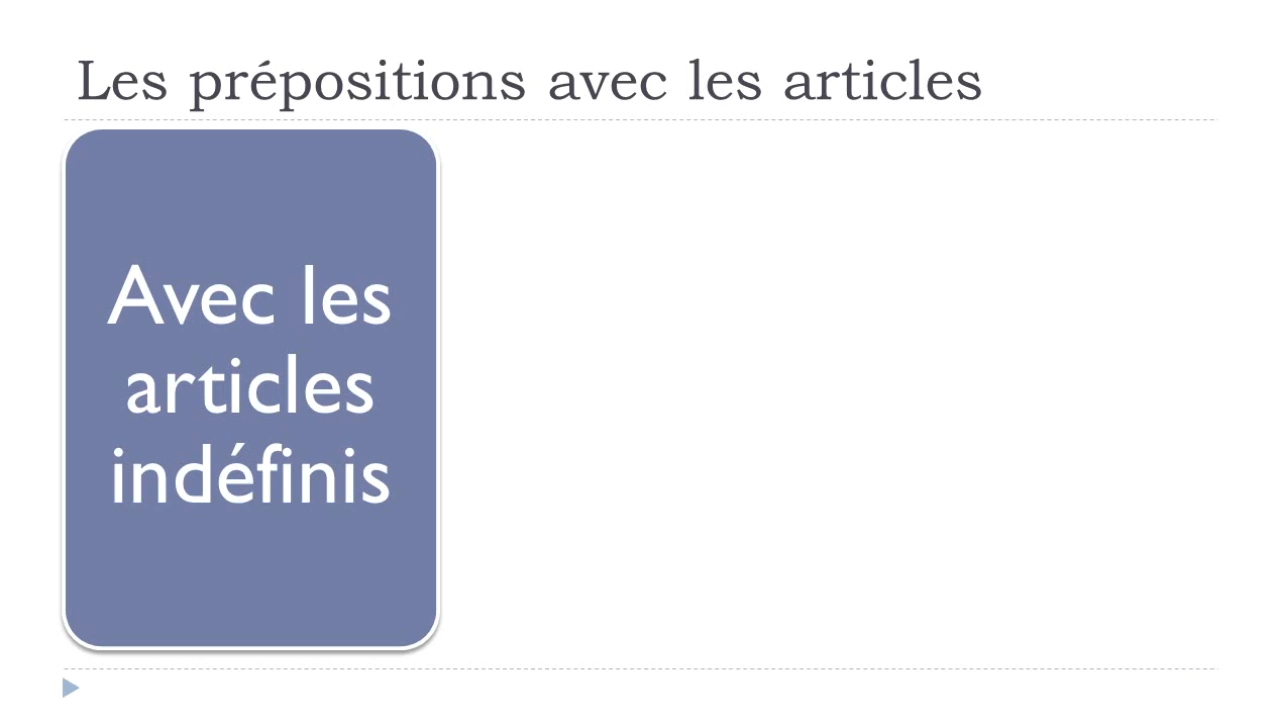 Les prépositions avec les articles
Avec les
articles
indéfinis